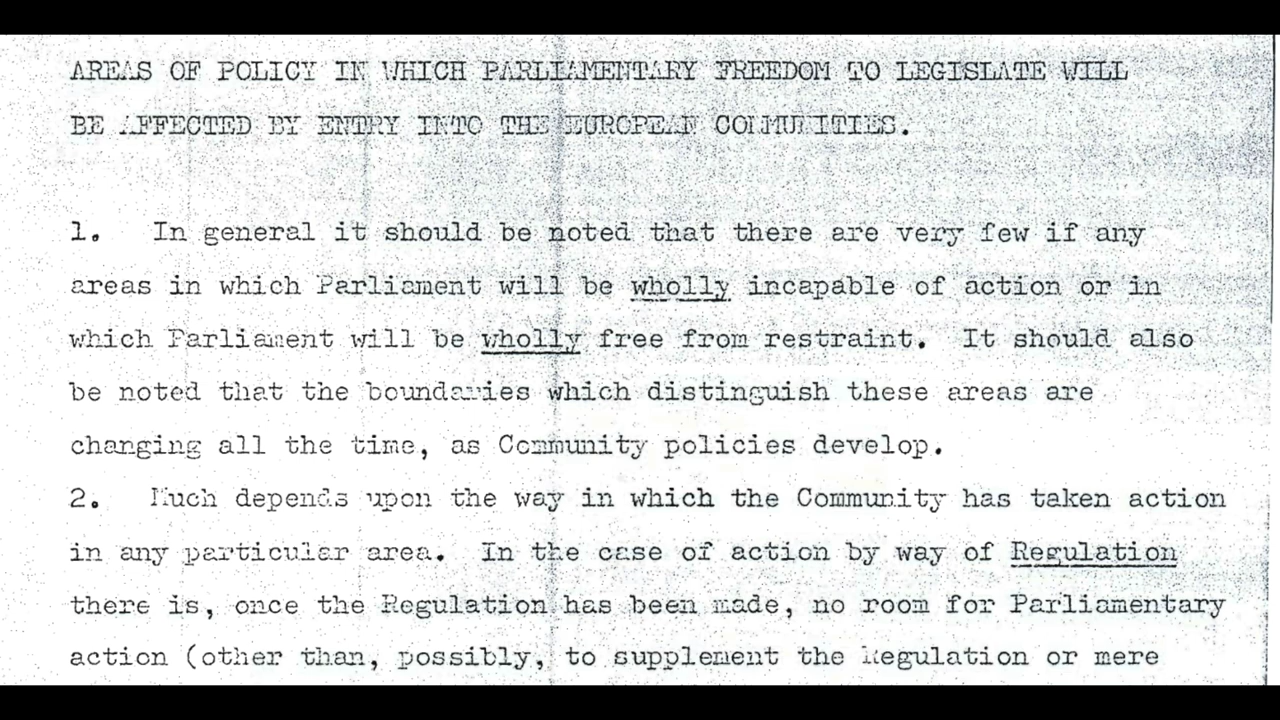 AREAS OF POLICY IN WHICH PARLIAMENTARY FREEDOM TO LEGISLATE WILL
BE AFFECTED BY ENTRY INTO THE EUROPEAN COMMUNITIES.
1. In general it should be noted that there are very few if any
areas in which Parliament will be wholly incapable of action or in
which Parliament will be wholly free from restraint. It should also
be noted that the boundaries which distinguish these areas are
changing all the time, as Community policies develop.
2. Much depends upon the way in which the Community has taken action
in any particular area. In the case of action by way of Regulation
there is, once the Regulation has been made, no room for Parliamentary
action (other than, possibly, to supplement the Regulation or mere